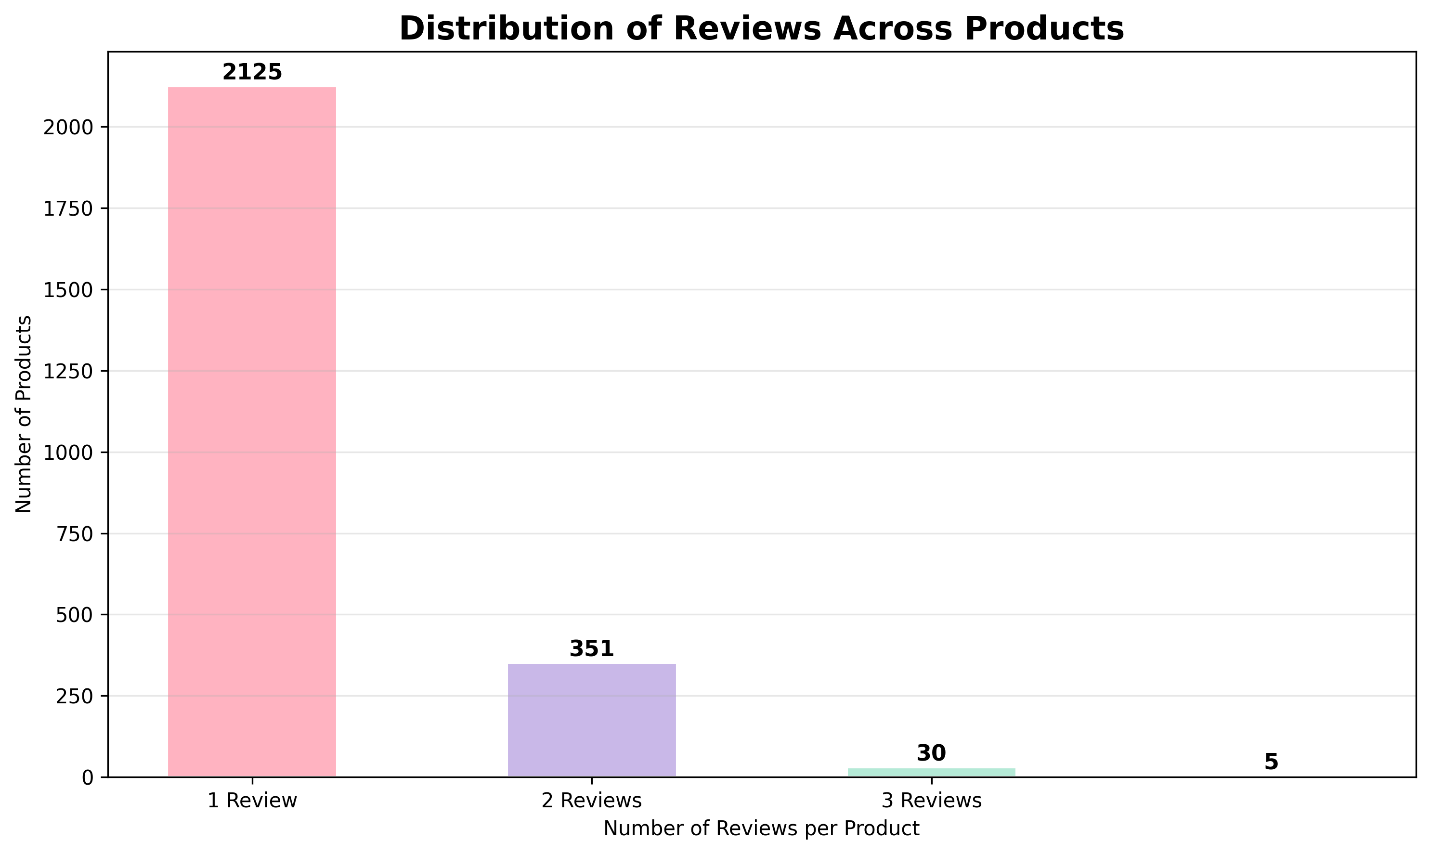 Distribution of Reviews Across Products
2125
2000
1750
1500
1250
1000
750
500
250
0
351
30
5
1 Review
2 Reviews
3 Reviews
Number of Reviews per Product
Number of Products